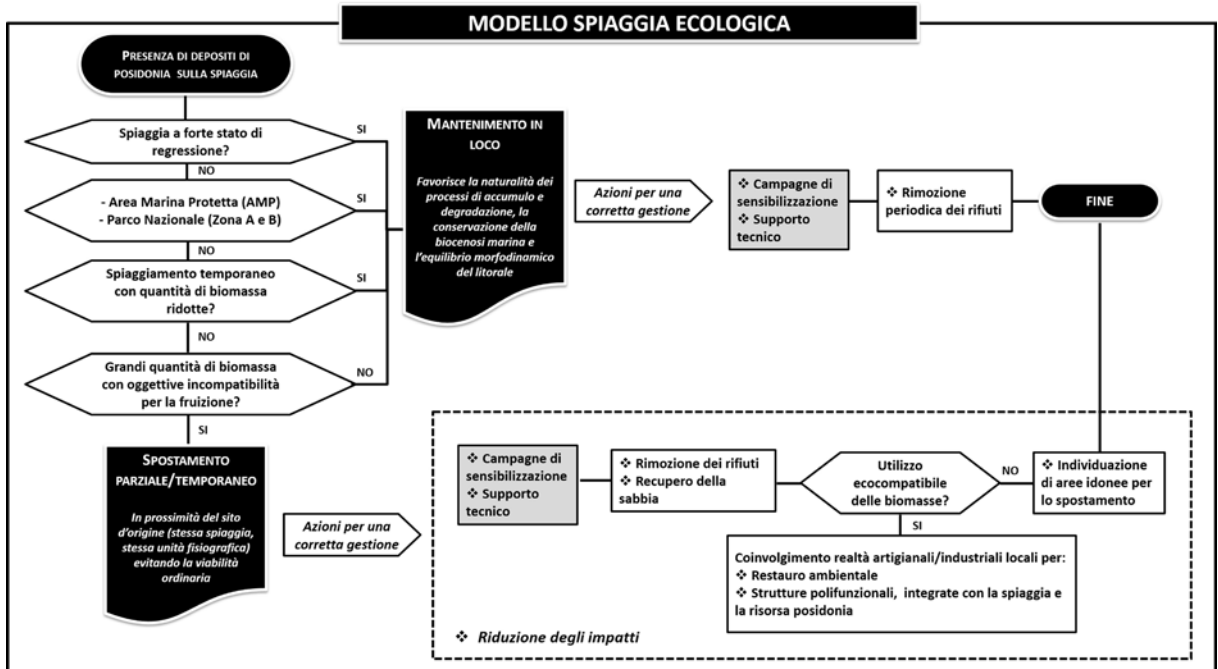 MODELLO SPIAGGIA ECOLOGICA
PRESENZA DI DEPOSITI DI
POSIDONIA SULLA SPIAGGIA
Spiaggia a forte stato di
regressione?
SI
NO
- Area Marina Protetta (AMP)
- Parco Nazionale (Zona A e B)
SI
NO
Spiaggiamento temporaneo
con quantità di biomassa
ridotte?
SI
NO
Grandi quantità di biomassa
con oggettive incompatibilità
per la fruizione?
NO
SI
MANTENIMENTO IN
LOCO
Favorisce la naturalità dei
processi di accumulo e
degradazione, la
conservazione della
biocenosi marina e
l'equilibrio morfodinamico
del litorale
Azioni per una
corretta gestione
❖ Campagne di
sensibilizzazione
❖ Supporto
tecnico
❖ Rimozione
periodica dei rifiuti
FINE
SPOSTAMENTO
PARZIALE/TEMPORANEO
In prossimità del sito
d'origine (stessa spiaggia,
stessa unità fisiografica)
evitando la viabilità
ordinaria
Azioni per una
corretta gestione
❖ Campagne di
sensibilizzazione
❖ Supporto
tecnico
❖ Rimozione dei rifiuti
❖ Recupero della
sabbia
Utilizzo
ecocompatibile
delle biomasse?
NO
❖ Individuazione
di aree idonee per
lo spostamento
SI
Coinvolgimento realtà artigianali/industriali locali per:
❖ Restauro ambientale
❖ Strutture polifunzionali, integrate con la spiaggia e
la risorsa posidonia
❖ Riduzione degli impatti